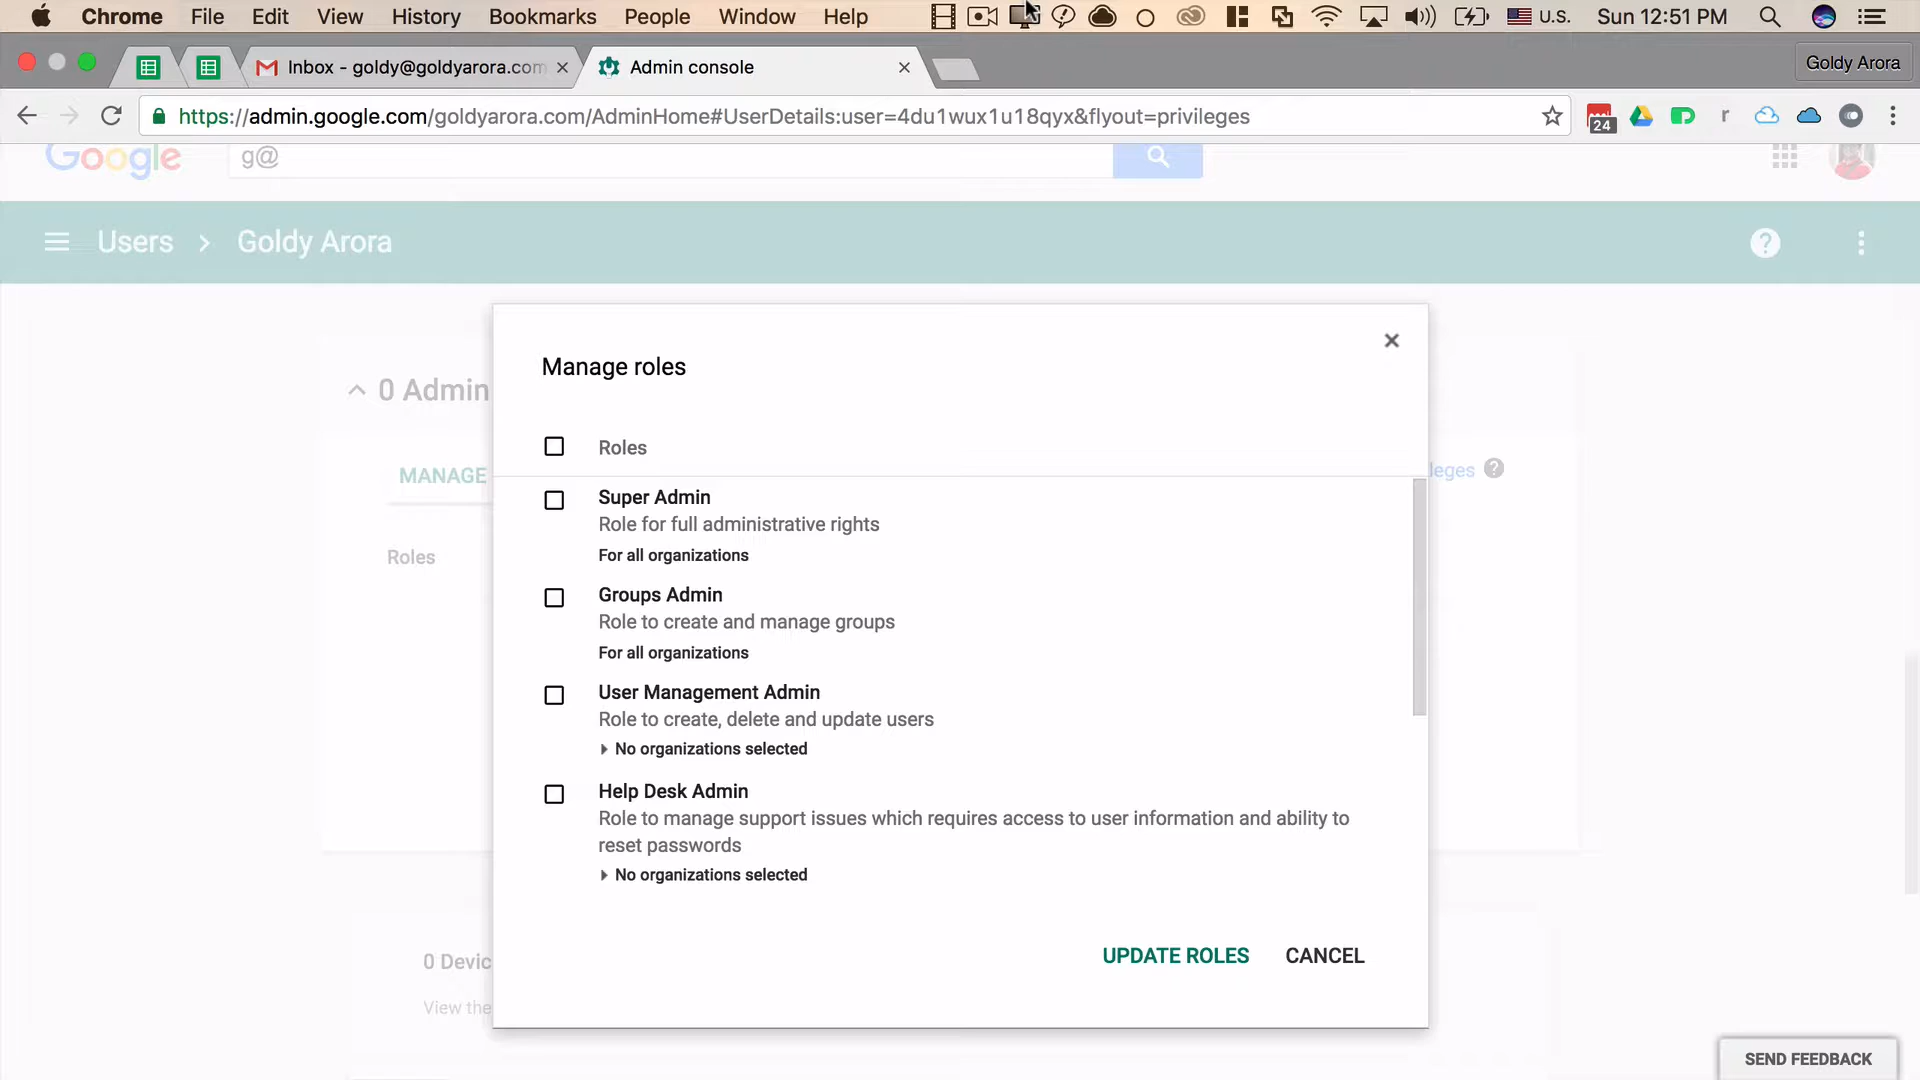 Chrome File Edit View History Bookmarks People Window Help U.S. Sun 12:51 PM
Inbox - goldy@goldyarora.com Admin console Goldy Arora
https://admin.google.com/goldyarora.com/AdminHome#UserDetails:user=4du1wux1u18qyx&flyout=privileges 24 r
Google g@
Users > Goldy Arora ?
Manage roles
0 Admin
Roles
MANAGE leges ?
Super Admin
Role for full administrative rights
For all organizations
Roles
Groups Admin
Role to create and manage groups
For all organizations
User Management Admin
Role to create, delete and update users
No organizations selected
Help Desk Admin
Role to manage support issues which requires access to user information and ability to
reset passwords
No organizations selected
UPDATE ROLES CANCEL
0 Devic
View the
SEND FEEDBACK